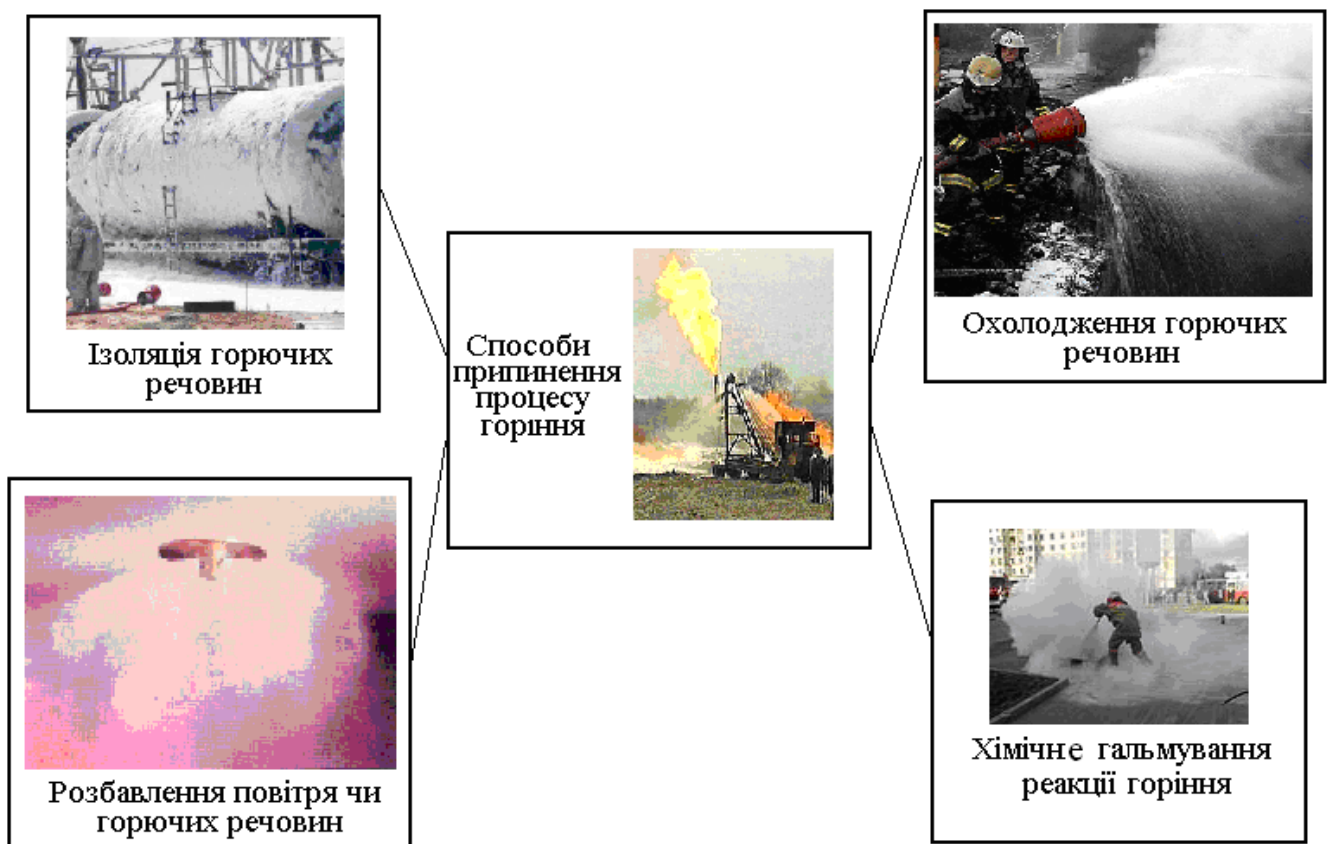 Ізоляція горючих
речовин
Охолодження горючих
речовин
Способи
припинення
процесу
горіння
Розбавлення повітря чи
горючих речовин
Хімічне гальмування
реакції горіння